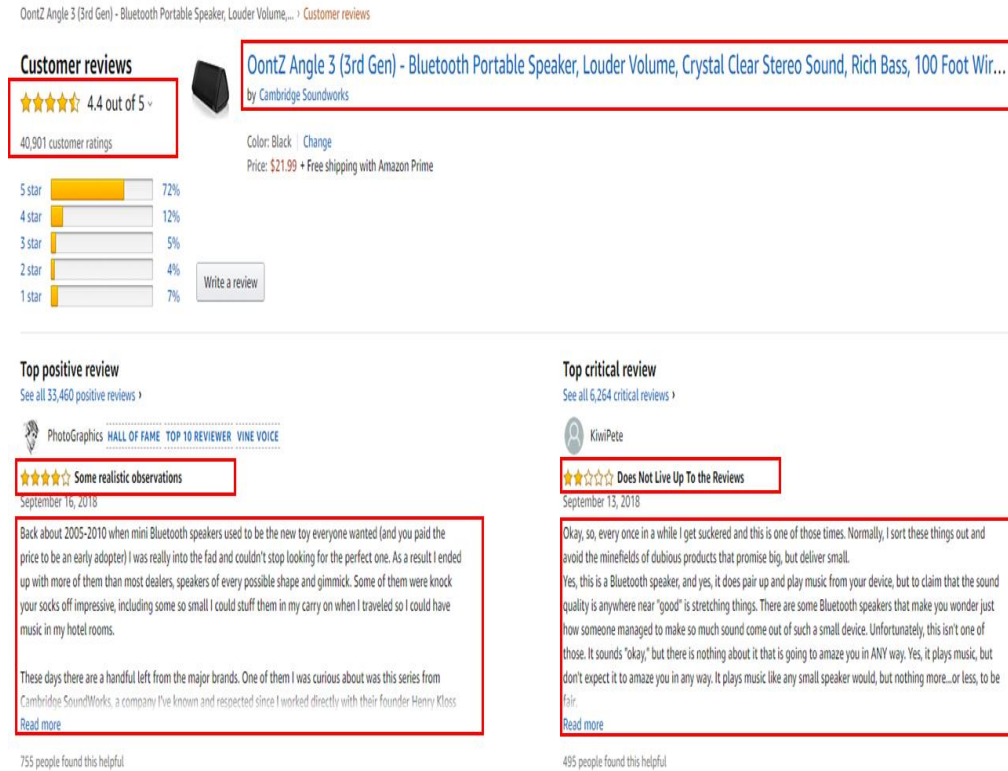 OontZ Angle 3 (3rd Gen) - Bluetooth Portable Speaker, Louder Volume,... › Customer reviews
Customer reviews
4.4 out of 5
40,901 customer ratings
5 star 72%
4 star 12%
3 star 5%
2 star 4%
1 star 7%
OontZ Angle 3 (3rd Gen) - Bluetooth Portable Speaker, Louder Volume, Crystal Clear Stereo Sound, Rich Bass, 100 Foot Wir...
by Cambridge Soundworks
Color: Black | Change
Price: $21.99 + Free shipping with Amazon Prime
Write a review
Top positive review
See all 33,460 positive reviews ›
PhotoGraphics HALL OF FAME TOP 10 REVIEWER VINE VOICE
Some realistic observations
September 16, 2018
Back about 2005-2010 when mini Bluetooth speakers used to be the new toy everyone wanted (and you paid the
price to be an early adopter) I was really into the fad and couldn't stop looking for the perfect one. As a result I ended
up with more of them than most dealers, speakers of every possible shape and gimmick. Some of them were knock
your socks off impressive, including some so small I could stuff them in my carry on when I traveled so I could have
music in my hotel rooms.
These days there are a handful left from the major brands. One of them I was curious about was this series from
Cambridge SoundWorks, a company I've known and respected since I worked directly with their founder Henry Kloss
Read more
755 people found this helpful
Top critical review
See all 6,264 critical reviews ›
KiwiPete
Does Not Live Up To the Reviews
September 13, 2018
Okay, so, every once in a while I get suckered and this is one of those times. Normally, I sort these things out and
avoid the minefields of dubious products that promise big, but deliver small.
Yes, this is a Bluetooth speaker, and yes, it does pair up and play music from your device, but to claim that the sound
quality is anywhere near "good" is stretching things. There are some Bluetooth speakers that make you wonder just
how someone managed to make so much sound come out of such a small device. Unfortunately, this isn't one of
those. It sounds "okay," but there is nothing about it that is going to amaze you in ANY way. Yes, it plays music, but
don't expect it to amaze you in any way. It plays music like any small speaker would, but nothing more...or less, to be
fair.
Read more
495 people found this helpful